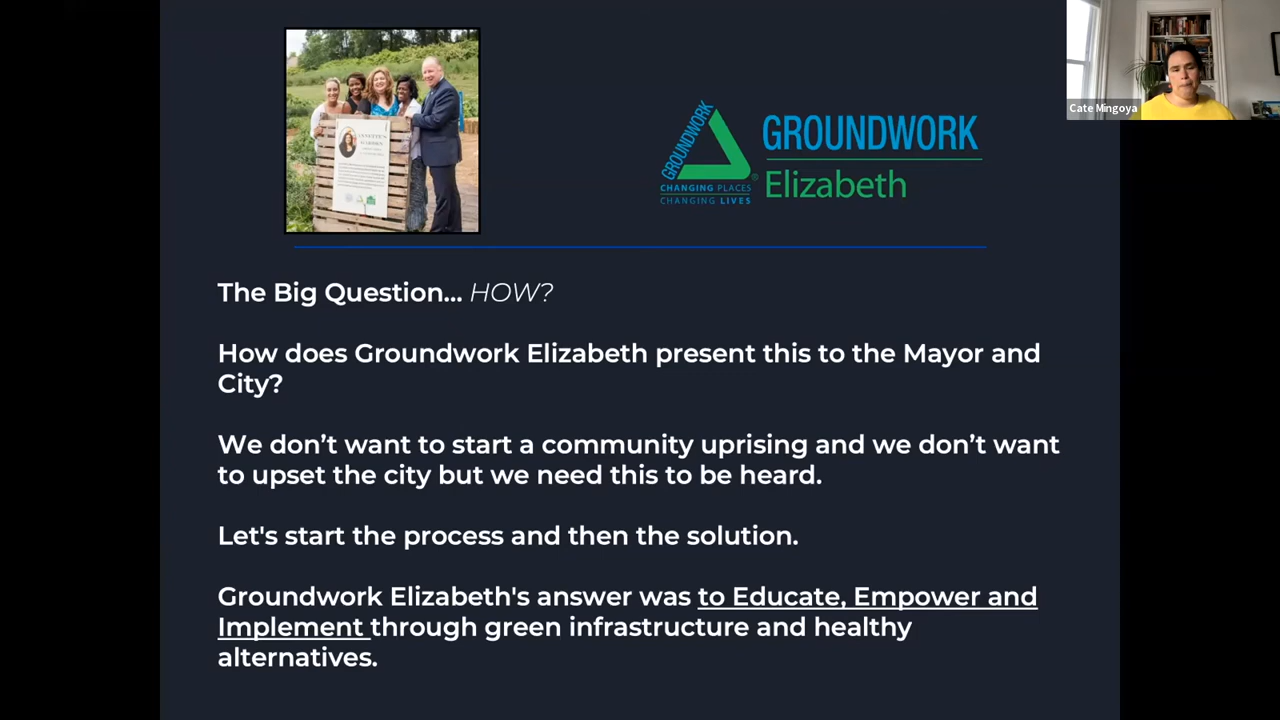 Cate Mingoya
GROUNDWORK
CHANGING PLACES
CHANGING LIVES
GROUNDWORK
Elizabeth
The Big Question... HOW?
How does Groundwork Elizabeth present this to the Mayor and
City?
We don't want to start a community uprising and we don't want
to upset the city but we need this to be heard.
Let's start the process and then the solution.
Groundwork Elizabeth's answer was to Educate, Empower and
Implement through green infrastructure and healthy
alternatives.